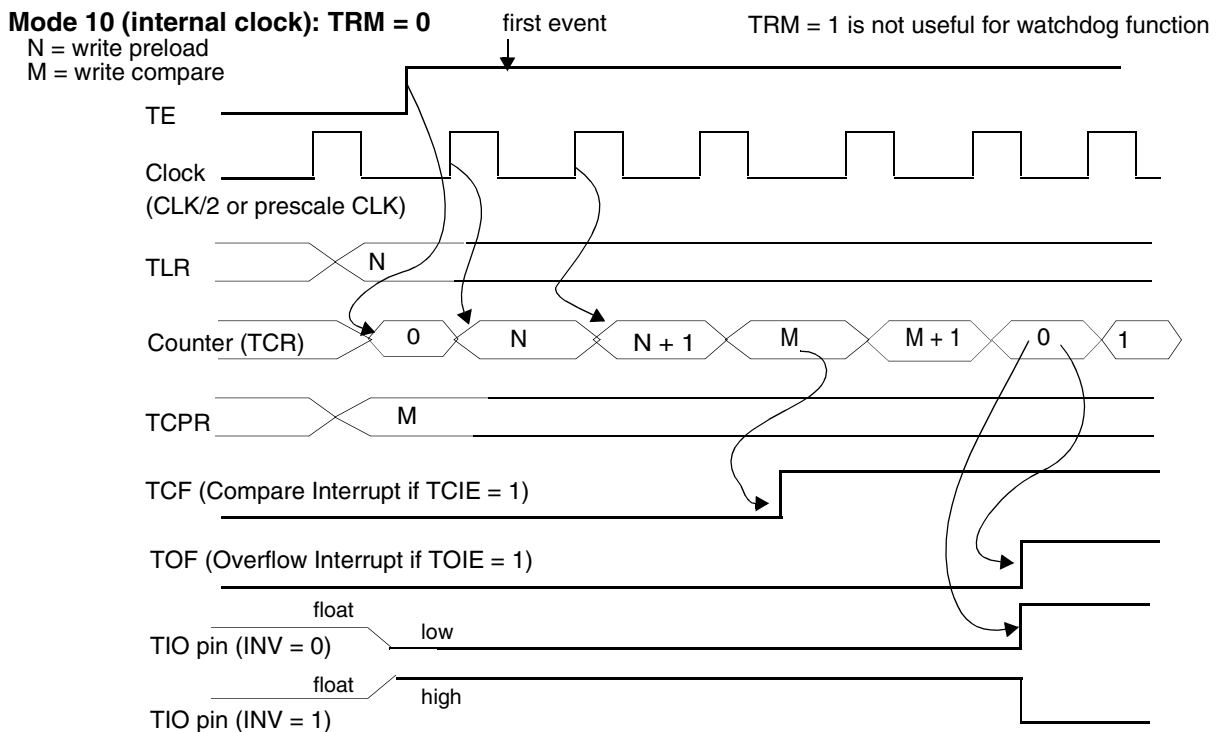 Mode 10 (internal clock): TRM = 0
first event
TRM = 1 is not useful for watchdog function
N = write preload
M = write compare
TE
Clock
(CLK/2 or prescale CLK)
TLR
N
Counter (TCR)
0
N
N + 1
M
M + 1
0
1
TCPR
M
TCF (Compare Interrupt if TCIE = 1)
TOF (Overflow Interrupt if TOIE = 1)
float
low
TIO pin (INV = 0)
float
high
TIO pin (INV = 1)